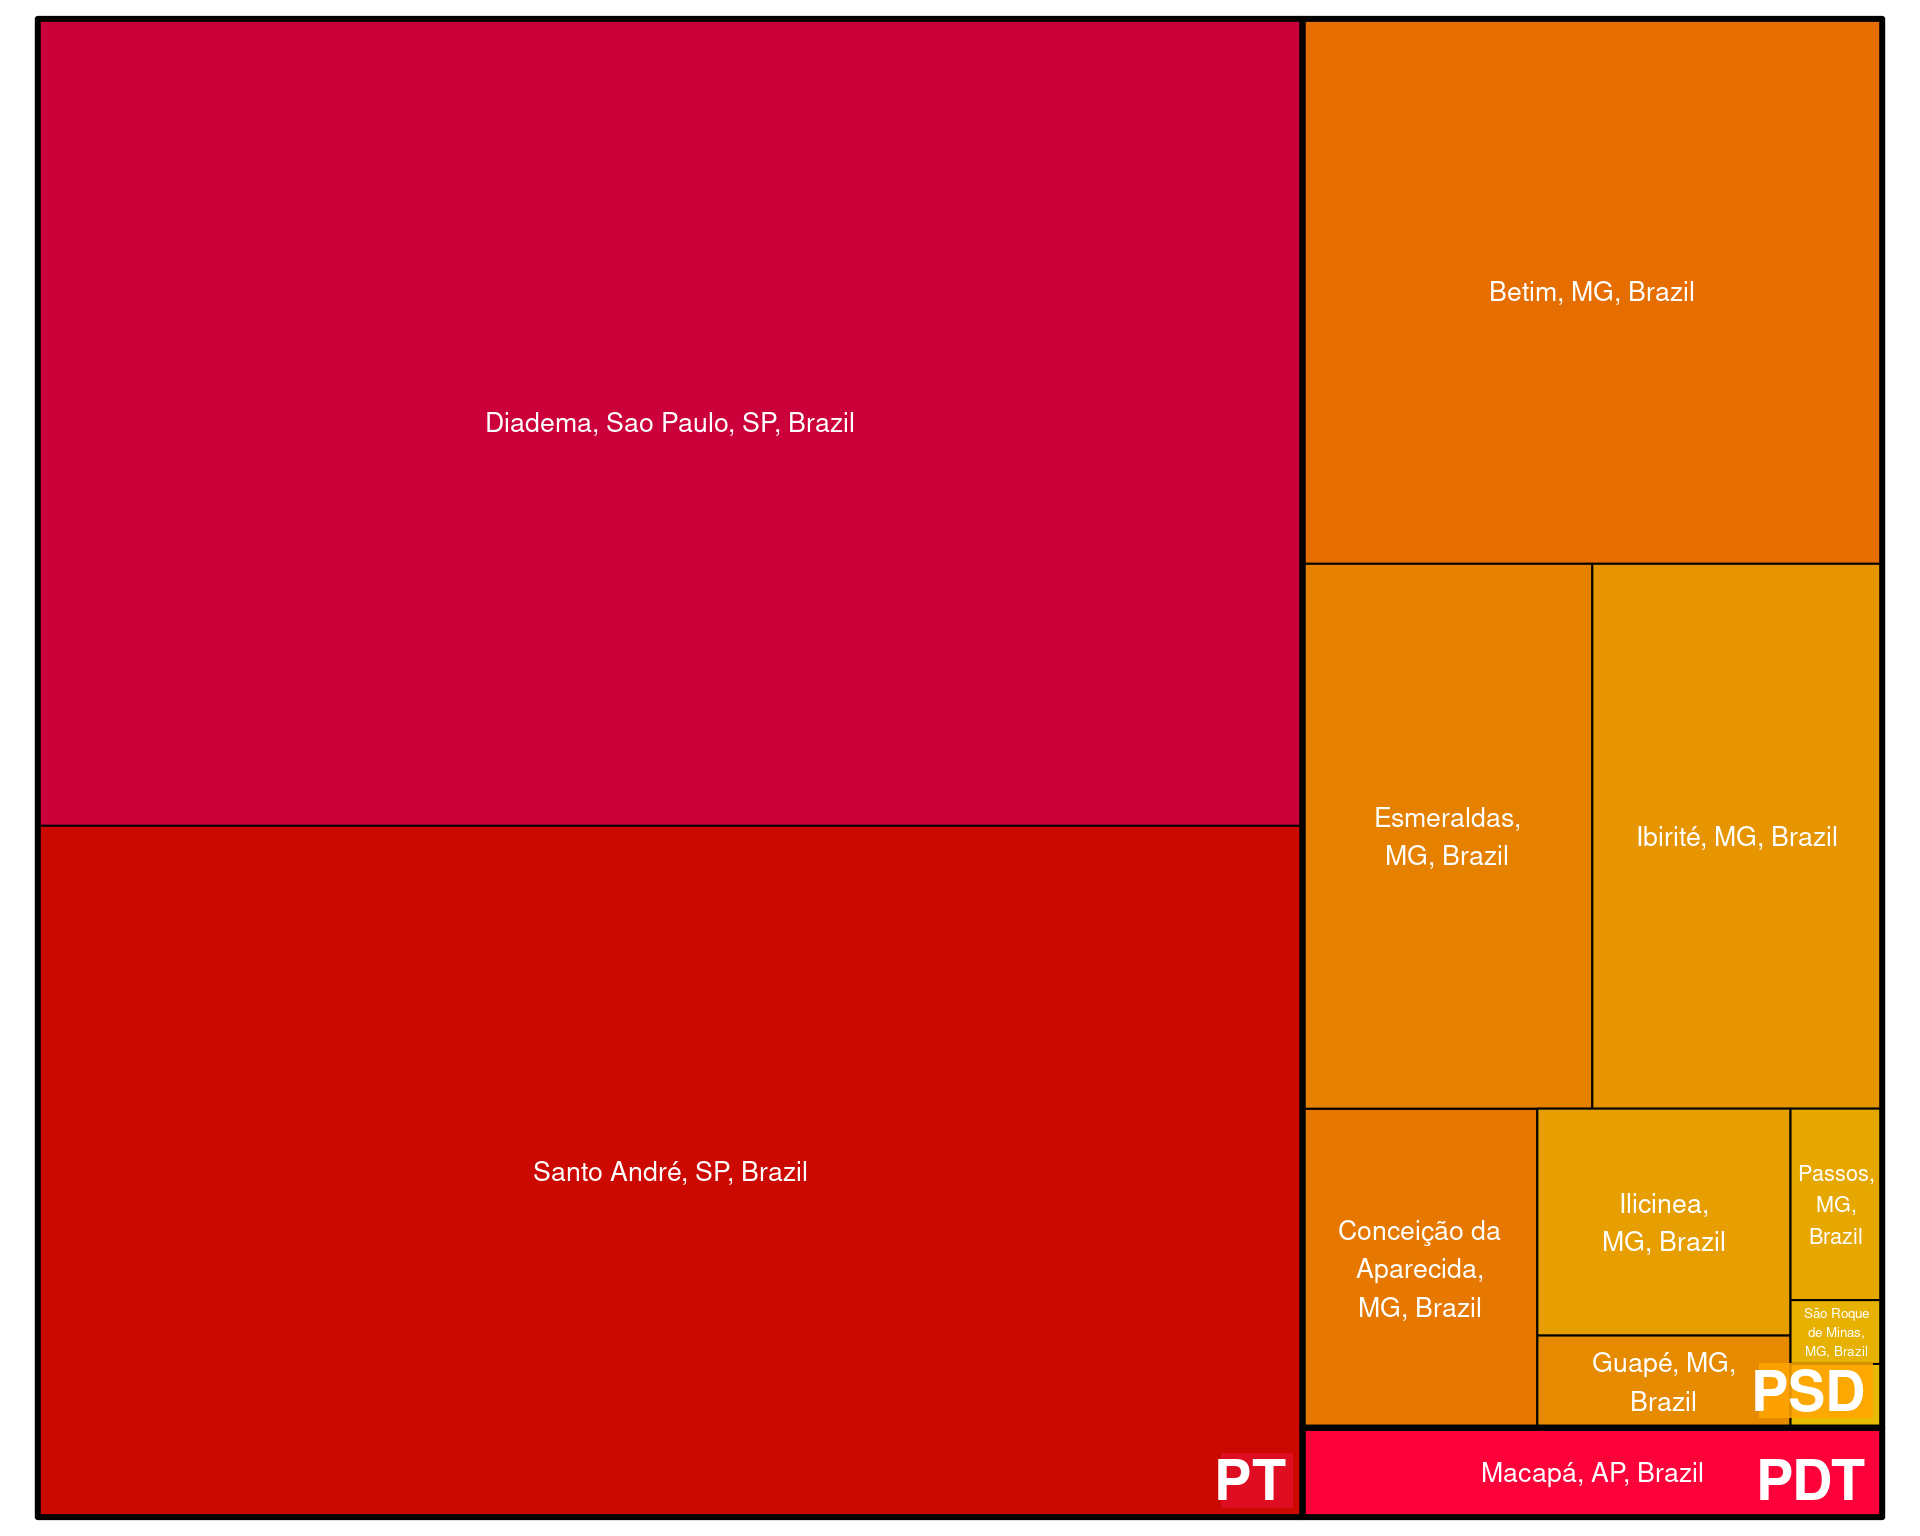 Diadema, Sao Paulo, SP, Brazil
Santo André, SP, Brazil
PT
Betim, MG, Brazil
Esmeraldas,
MG, Brazil
Ibirité, MG, Brazil
Conceição da
Aparecida,
MG, Brazil
Ilicinea,
MG, Brazil
Guapé, MG,
Brazil
Passos,
MG,
Brazil
São Roque
de Minas,
MG, Brazil
PSD
Macapá, AP, Brazil
PDT